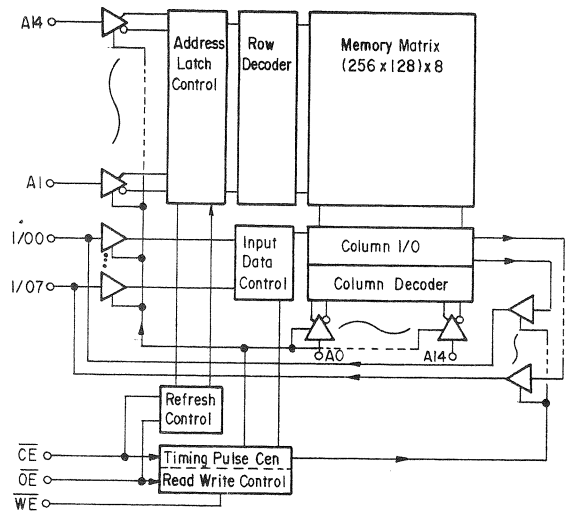 A14
Address
Latch
Control
Row
Decoder
Memory Matrix
(256×128)×8
A1
I/O0
I/O7
Input
Data
Control
Column I/O
Column Decoder
A0
A14
Refresh
Control
CE
OE
WE
Timing Pulse Cen
Read Write Control